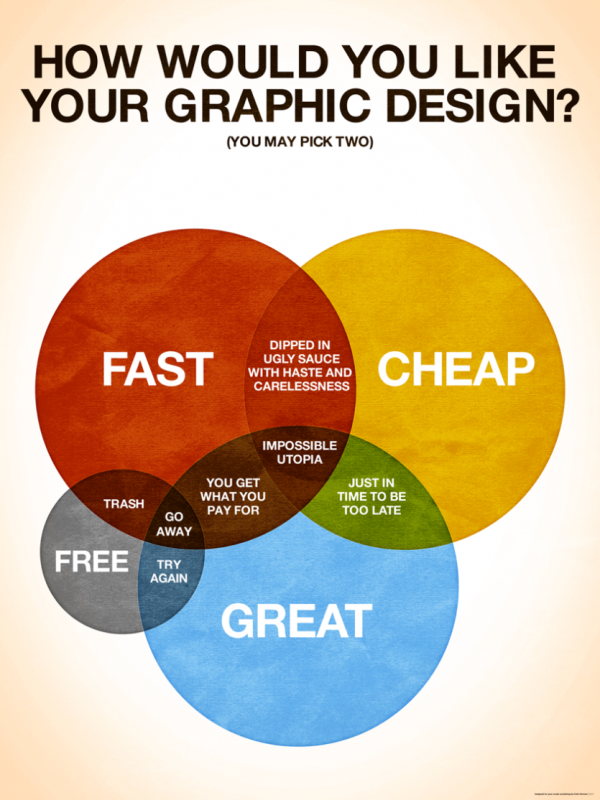 HOW WOULD YOU LIKE
YOUR GRAPHIC DESIGN?
(YOU MAY PICK TWO)
FAST
DIPPED IN
UGLY SAUCE
WITH HASTE AND
CARELESSNESS
CHEAP
IMPOSSIBLE
UTOPIA
YOU GET
WHAT YOU
PAY FOR
JUST IN
TIME TO BE
TOO LATE
TRASH
GO
AWAY
FREE
TRY
AGAIN
GREAT